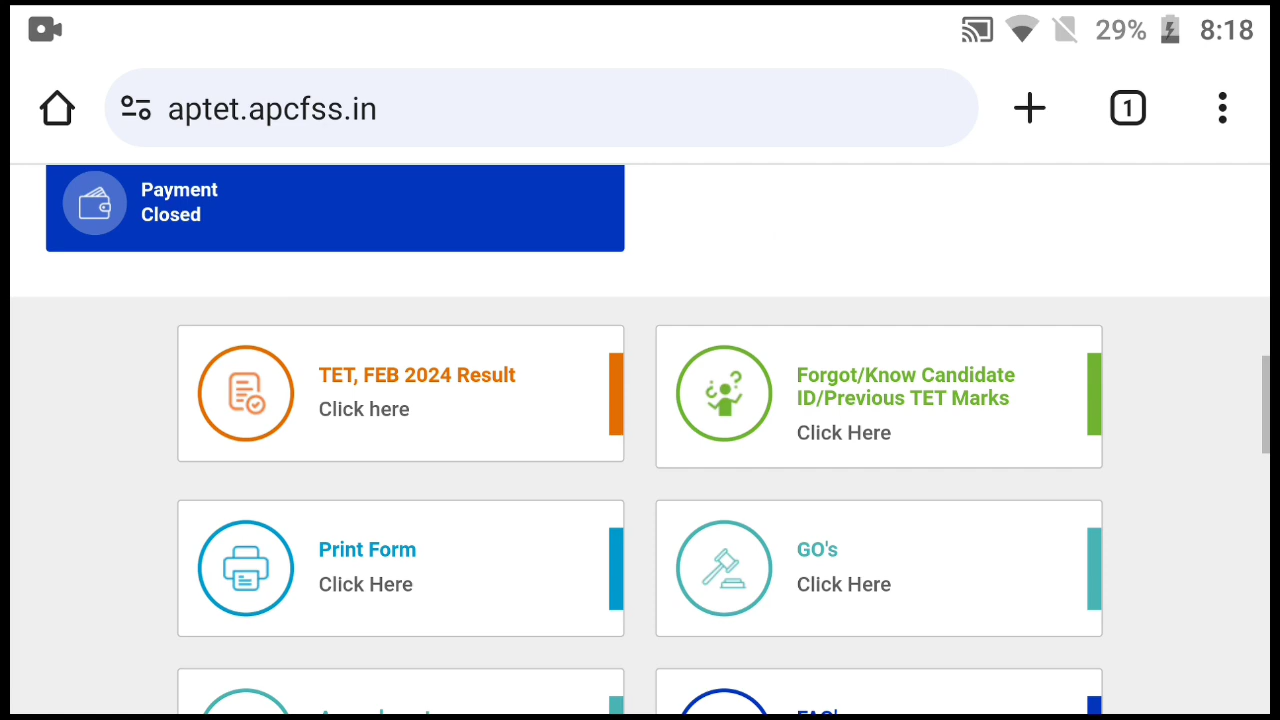 29% 8:18
aptet.apcfss.in
1
Payment
Closed
TET, FEB 2024 Result
Click here
Forgot/Know Candidate
ID/Previous TET Marks
Click Here
Print Form
Click Here
GO's
Click Here